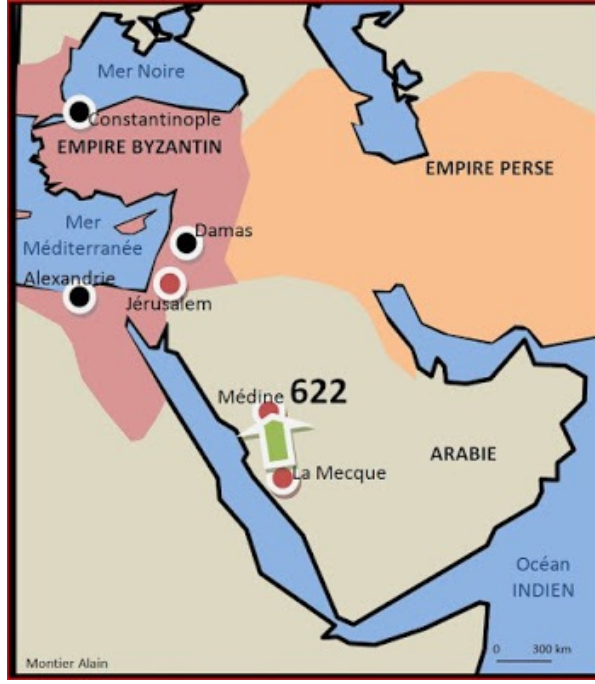 Mer Noire
Constantinople
EMPIRE BYZANTIN
EMPIRE PERSE
Mer
Méditerranée
Damas
Alexandrie
Jérusalem
Médine 622
La Mecque
ARABIE
Océan
INDIEN
0 300 km
Montier Alain